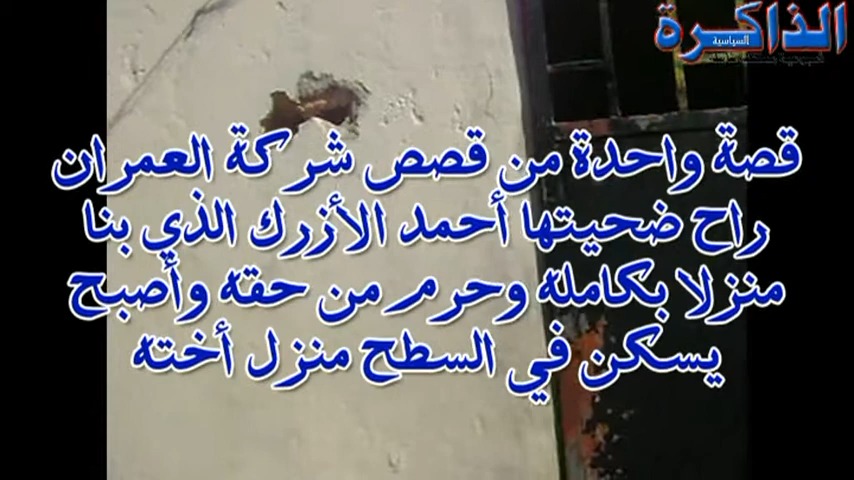 الذاكرة
السياسية
قصة واحدة من قصص شركة العمران
راح ضحيتها أحمد الأزرك الذي بنا
منزلا بكامله وحرم من حقه وأصبح
يسكن في السطح منزل أخته